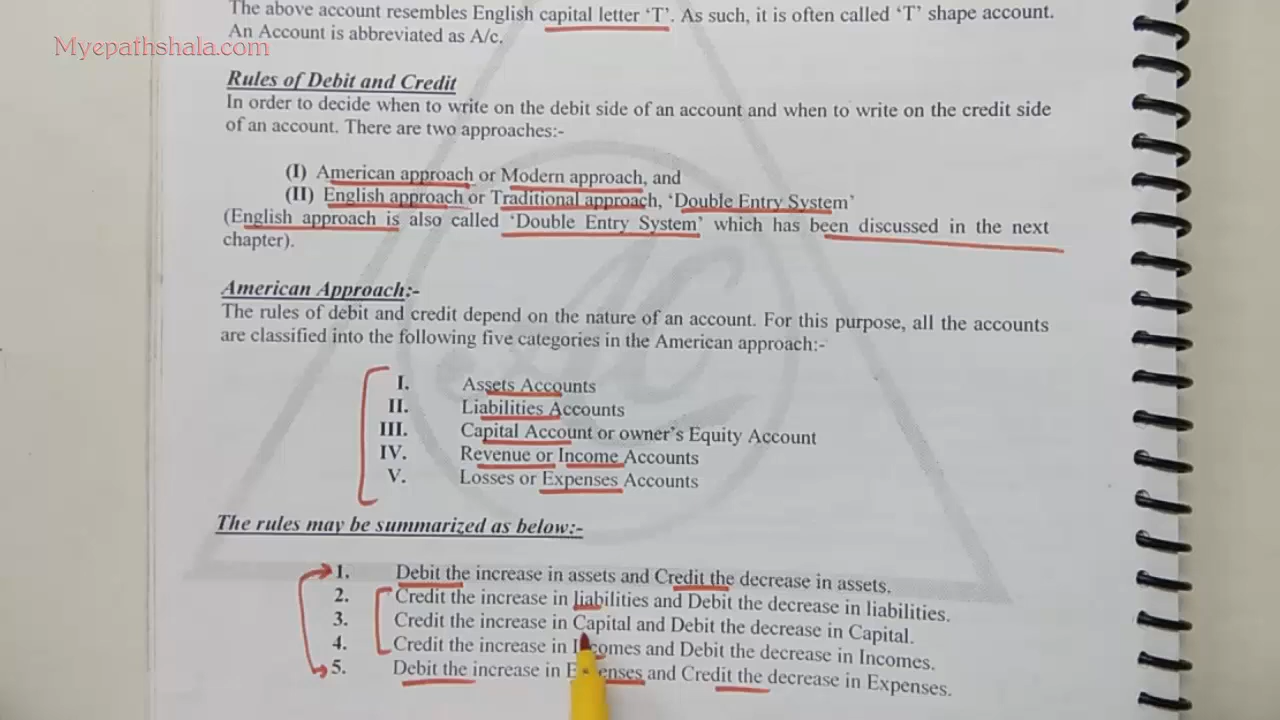 The above account resembles English capital letter ‘T’. As such, it is often called ‘T’ shape account.
An Account is abbreviated as A/c.
Myepathshala.com
Rules of Debit and Credit
In order to decide when to write on the debit side of an account and when to write on the credit side
of an account. There are two approaches:-
(I) American approach or Modern approach, and
(II) English approach or Traditional approach, ‘Double Entry System’
(English approach is also called ‘Double Entry System’ which has been discussed in the next
chapter).
American Approach:-
The rules of debit and credit depend on the nature of an account. For this purpose, all the accounts
are classified into the following five categories in the American approach:-
I. Assets Accounts
II. Liabilities Accounts
III. Capital Account or owner's Equity Account
IV. Revenue or Income Accounts
V. Losses or Expenses Accounts
The rules may be summarized as below:-
1. Debit the increase in assets and Credit the decrease in assets.
2. Credit the increase in liabilities and Debit the decrease in liabilities.
3. Credit the increase in Capital and Debit the decrease in Capital.
4. Credit the increase in Incomes and Debit the decrease in Incomes.
5. Debit the increase in Expenses and Credit the decrease in Expenses.
AC